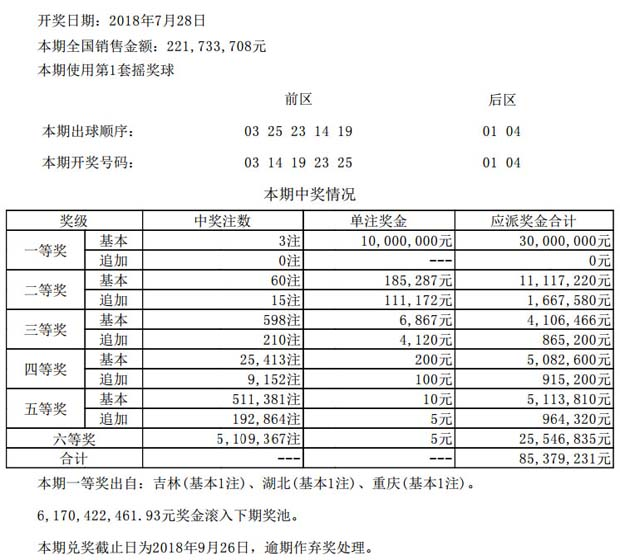 开奖日期：2018年7月28日
本期全国销售金额：221,733,708元
本期使用第1套摇奖球
前区 后区
本期出球顺序： 03 25 23 14 19 01 04
本期开奖号码： 03 14 19 23 25 01 04
本期中奖情况
奖级 中奖注数 单注奖金 应派奖金合计
一等奖 基本 3注 10,000,000元 30,000,000元
追加 0注 --- 0元
二等奖 基本 60注 185,287元 11,117,220元
追加 15注 111,172元 1,667,580元
三等奖 基本 598注 6,867元 4,106,466元
追加 210注 4,120元 865,200元
四等奖 基本 25,413注 200元 5,082,600元
追加 9,152注 100元 915,200元
五等奖 基本 511,381注 10元 5,113,810元
追加 192,864注 5元 964,320元
六等奖 5,109,367注 5元 25,546,835元
合计 --- --- 85,379,231元
本期一等奖出自：吉林(基本1注)、湖北(基本1注)、重庆(基本1注)。
6,170,422,461.93元奖金滚入下期奖池。
本期兑奖截止日为2018年9月26日，逾期作弃奖处理。